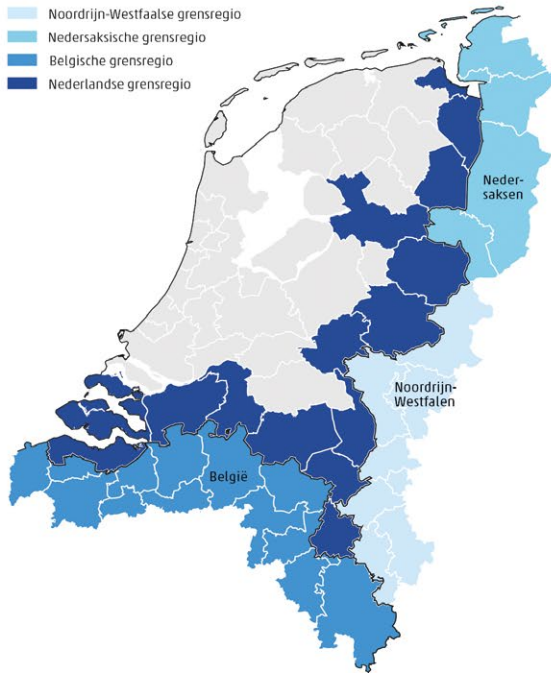 Noordrijn-Westfaalse grensregio
Nedersaksische grensregio
Belgische grensregio
Nederlandse grensregio
Neder-
saksen
Noordrijn-
Westfalen
België